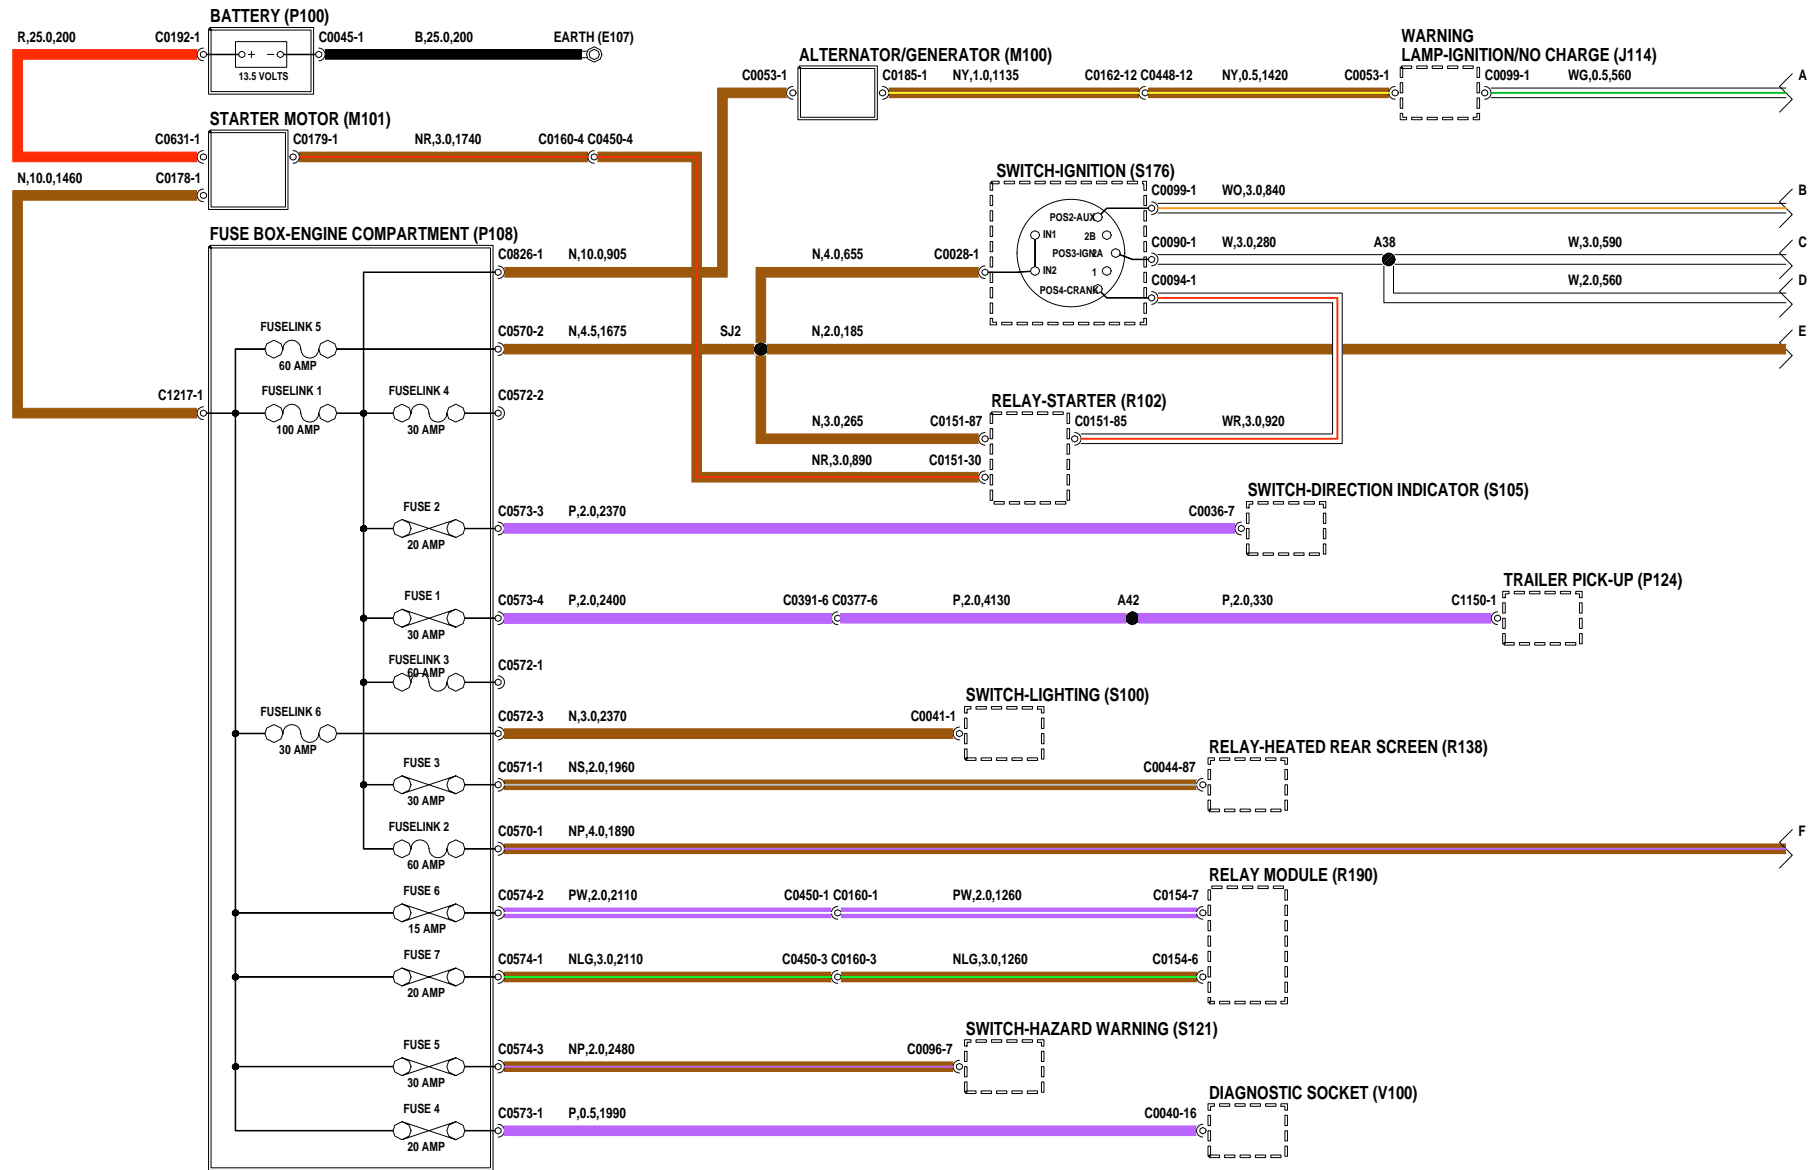 BATTERY (P100)
R,25.0,200 C0192-1 C0045-1 B,25.0,200 EARTH (E107)
+ -
13.5 VOLTS
WARNING
ALTERNATOR/GENERATOR (M100) LAMP-IGNITION/NO CHARGE (J114)
C0053-1 C0185-1 NY,1.0,1135 C0162-12 C0448-12 NY,0.5,1420 C0053-1 C0099-1 WG,0.5,560 A
STARTER MOTOR (M101)
C0631-1 C0179-1 NR,3.0,1740 C0160-4 C0450-4
N,10.0,1460 C0178-1
SWITCH-IGNITION (S176)
C0099-1 WO,3.0,840 B
POS2-AUX
IN1 2B
FUSE BOX-ENGINE COMPARTMENT (P108)
C0090-1 W,3.0,280 A38 W,3.0,590 C
C0826-1 N,10.0,905 N,4.0,655 C0028-1 POS3-IGN 2A
IN2 1
C0094-1 W,2.0,560 D
POS4-CRANK
FUSELINK 5 C0570-2 N,4.5,1675 SJ2 N,2.0,185 E
60 AMP
FUSELINK 1 FUSELINK 4
C1217-1 C0572-2
100 AMP 30 AMP
RELAY-STARTER (R102)
N,3.0,265 C0151-87 C0151-85 WR,3.0,920
NR,3.0,890 C0151-30
SWITCH-DIRECTION INDICATOR (S105)
FUSE 2 C0573-3 P,2.0,2370 C0036-7
20 AMP
TRAILER PICK-UP (P124)
FUSE 1 C0573-4 P,2.0,2400 C0391-6 C0377-6 P,2.0,4130 A42 P,2.0,330 C1150-1
30 AMP
FUSELINK 3 C0572-1
60 AMP
SWITCH-LIGHTING (S100)
FUSELINK 6 C0572-3 N,3.0,2370 C0041-1
30 AMP
RELAY-HEATED REAR SCREEN (R138)
FUSE 3 C0571-1 NS,2.0,1960 C0044-87
30 AMP
FUSELINK 2 C0570-1 NP,4.0,1890 F
60 AMP
RELAY MODULE (R190)
FUSE 6 C0574-2 PW,2.0,2110 C0450-1 C0160-1 PW,2.0,1260 C0154-7
15 AMP
FUSE 7 C0574-1 NLG,3.0,2110 C0450-3 C0160-3 NLG,3.0,1260 C0154-6
20 AMP
SWITCH-HAZARD WARNING (S121)
FUSE 5 C0574-3 NP,2.0,2480 C0096-7
30 AMP
DIAGNOSTIC SOCKET (V100)
FUSE 4 C0573-1 P,0.5,1990 C0040-16
20 AMP